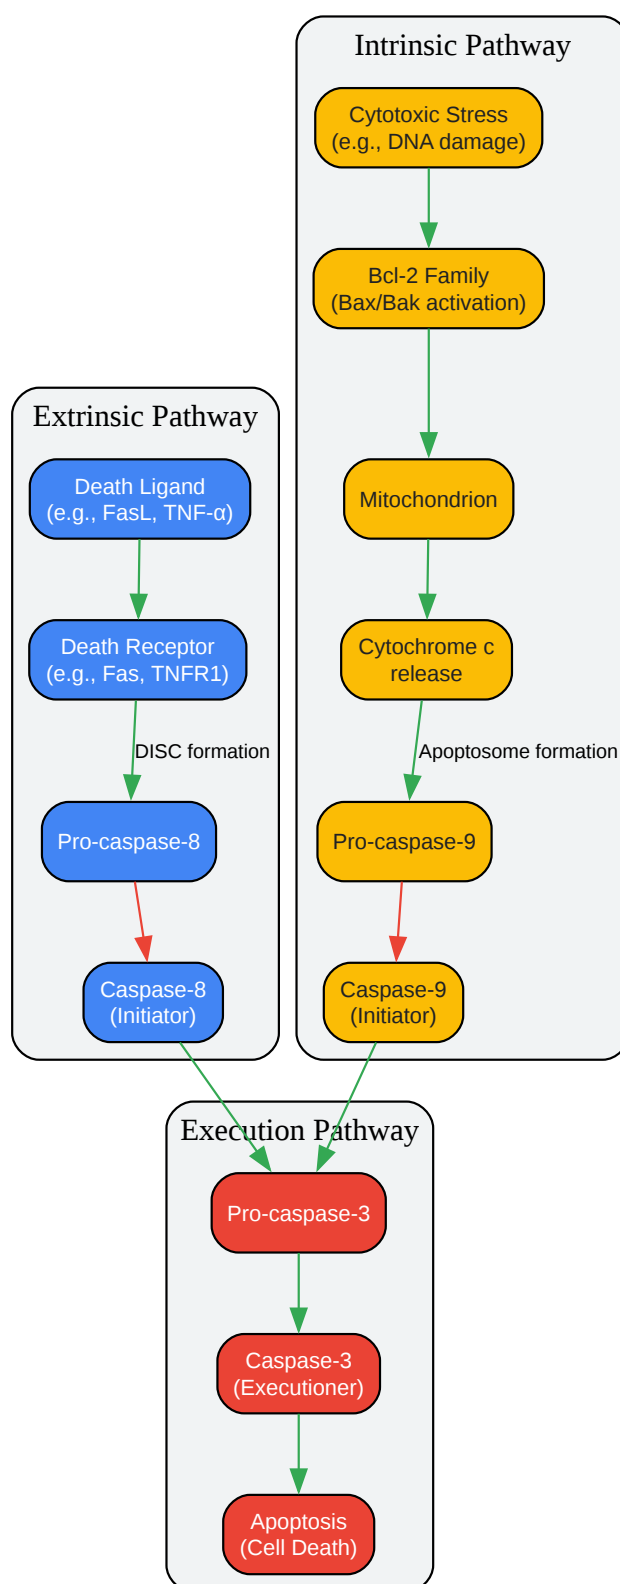 Intrinsic Pathway
Cytotoxic Stress
(e.g., DNA damage)
Bcl-2 Family
(Bax/Bak activation)
Mitochondrion
Cytochrome c
release
Apoptosome formation
Pro-caspase-9
Caspase-9
(Initiator)
Extrinsic Pathway
Death Ligand
(e.g., FasL, TNF-α)
Death Receptor
(e.g., Fas, TNFR1)
DISC formation
Pro-caspase-8
Caspase-8
(Initiator)
Execution Pathway
Pro-caspase-3
Caspase-3
(Executioner)
Apoptosis
(Cell Death)